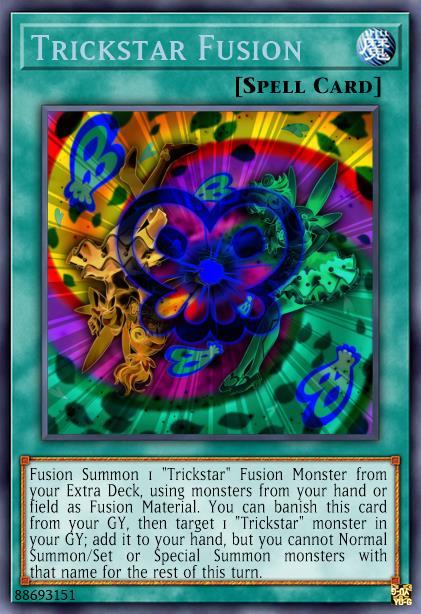 Trickstar Fusion
魔
[Spell Card]
Fusion Summon 1 "Trickstar" Fusion Monster from
your Extra Deck, using monsters from your hand or
field as Fusion Material. You can banish this card
from your GY, then target 1 "Trickstar" monster in
your GY; add it to your hand, but you cannot Normal
Summon/Set or Special Summon monsters with
that name for the rest of this turn.
88693151